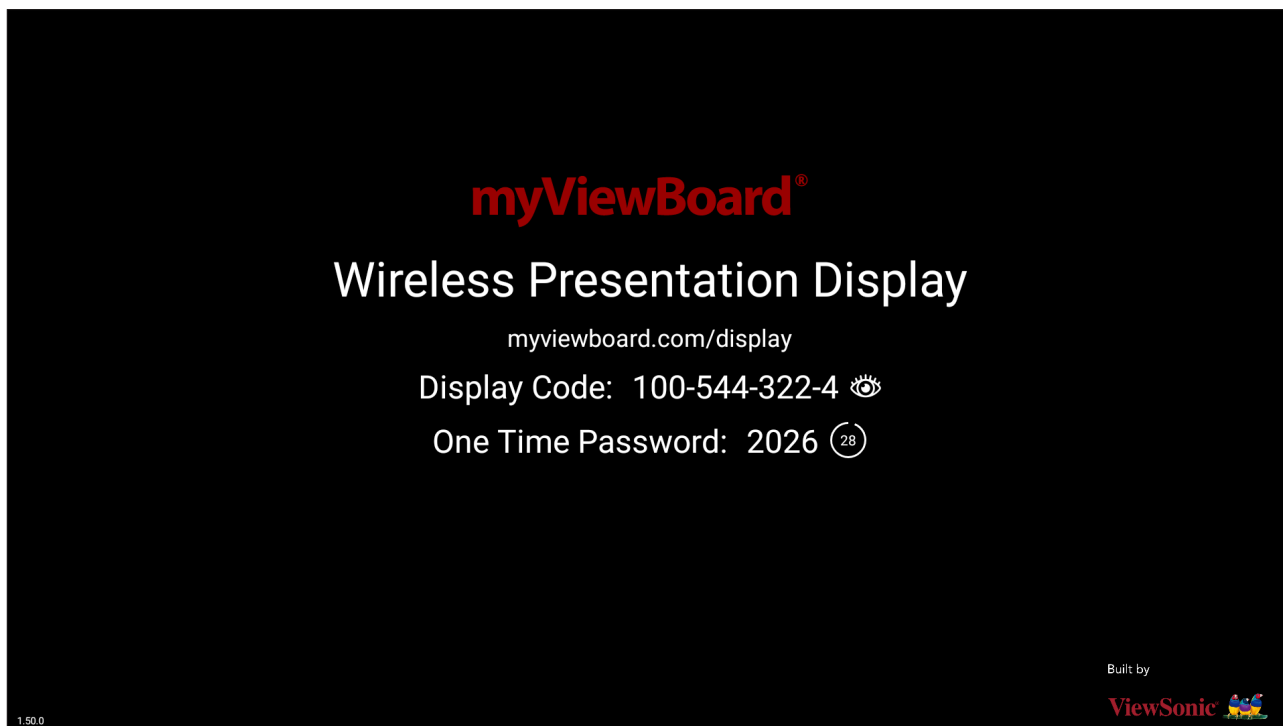 myViewBoard®
Wireless Presentation Display
myviewboard.com/display
Display Code: 100-544-322-4
One Time Password: 2026 28
Built by
ViewSonic
1.50.0